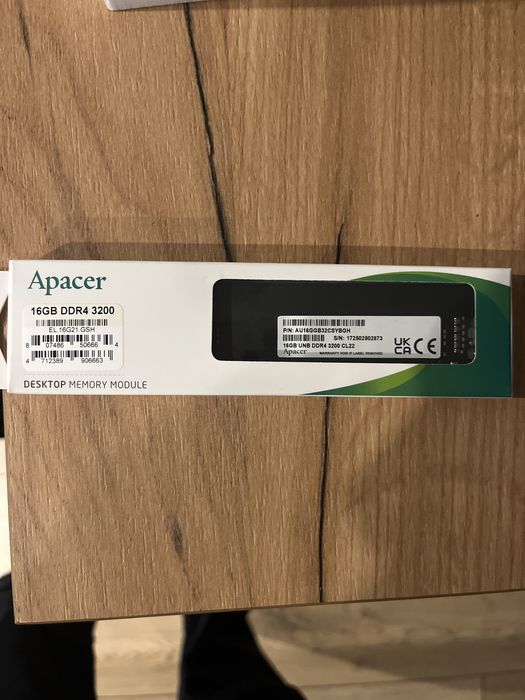 Apacer
16GB DDR4 3200
EL.16G21.GSH
8 07486 50666 4
4 712389 906663
DESKTOP MEMORY MODULE
P/N: AU16GGB32CSYBGH
S/N: 172502502873
16GB UNB DDR4 3200 CL22
Apacer
WARRANTY VOID IF LABEL REMOVED
UK
CA
CE